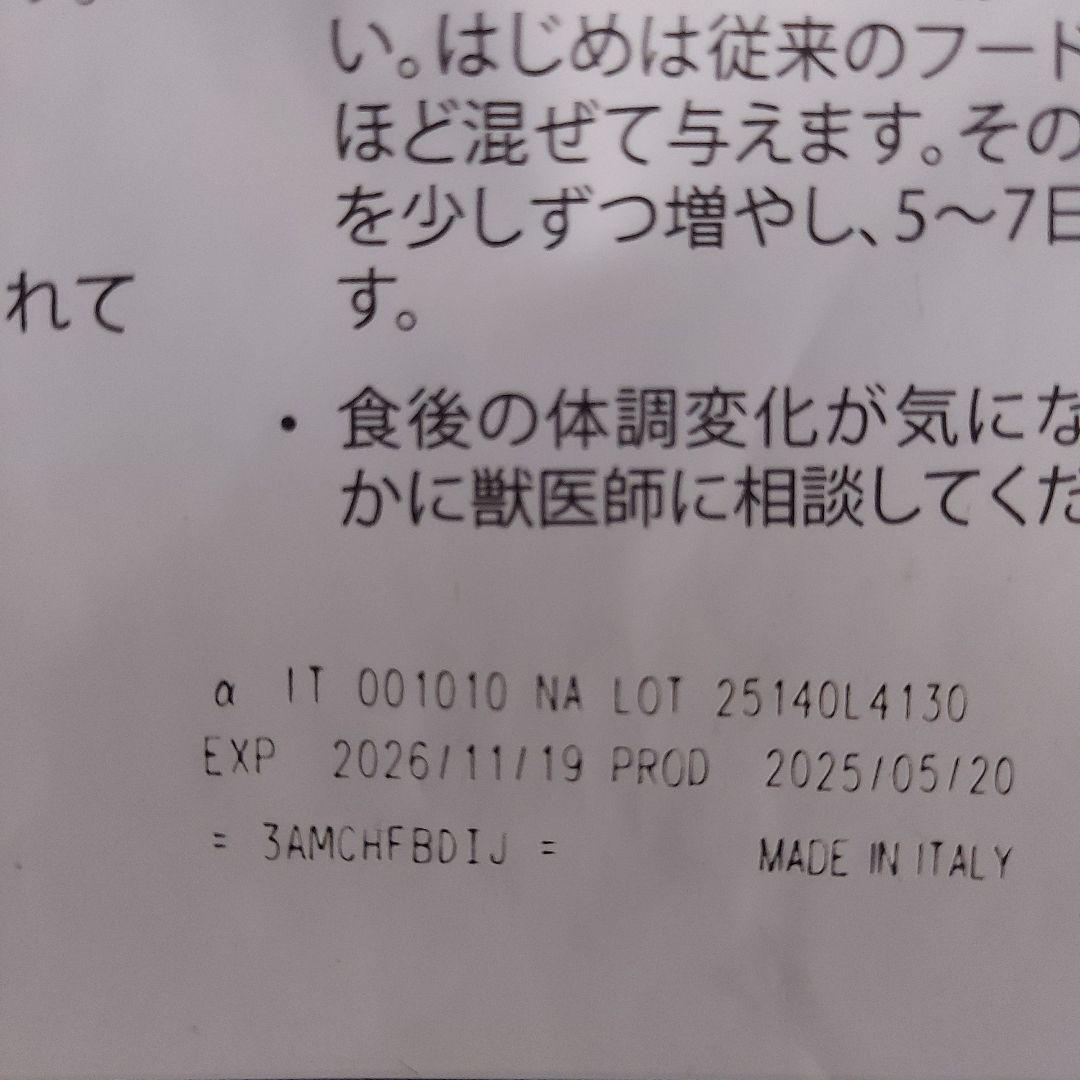 い。はじめは従来のフード
ほど混ぜて与えます。その
を少しずつ増やし、5〜7日
れて
す。
・食後の体調変化が気にな
かに獣医師に相談してくだ
α IT 001010 NA LOT 25140L4130
EXP 2026/11/19 PROD 2025/05/20
= 3AMCHFBDIJ = MADE IN ITALY